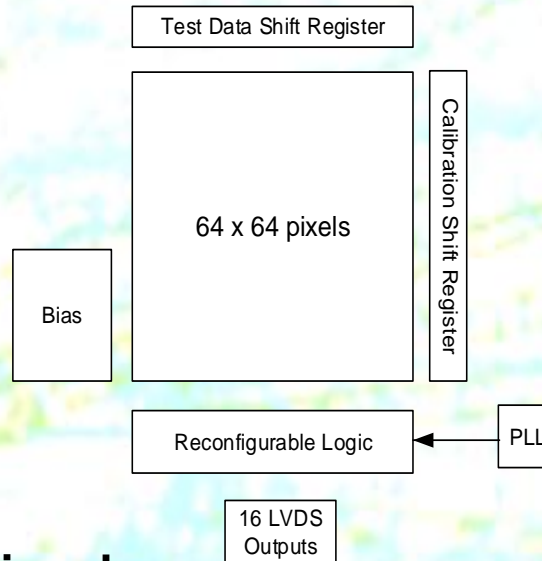 Test Data Shift Register
Calibration Shift Register
64 x 64 pixels
Bias
Reconfigurable Logic
PLL
16 LVDS
Outputs